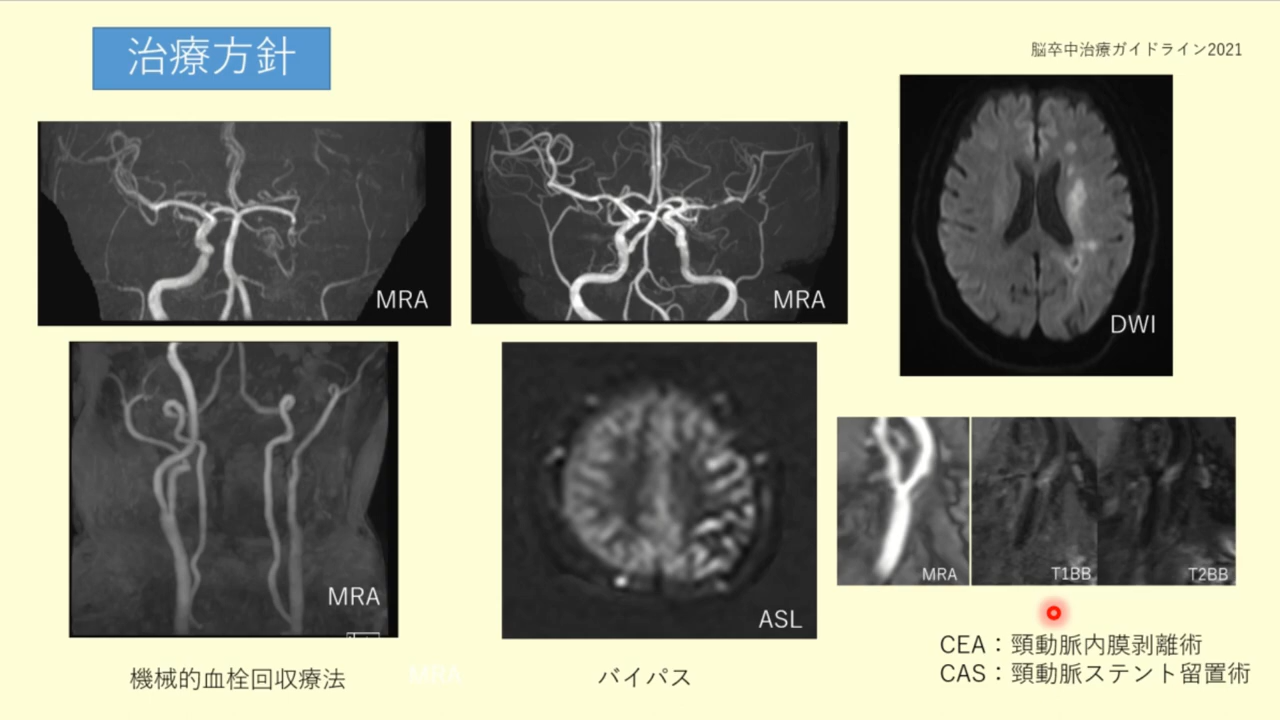 治療方針
脳卒中治療ガイドライン2021
MRA
MRA
DWI
MRA
ASL
MRA
T1BB
T2BB
機械的血栓回収療法
MRA
バイパス
CEA：頸動脈内膜剥離術
CAS：頸動脈ステント留置術